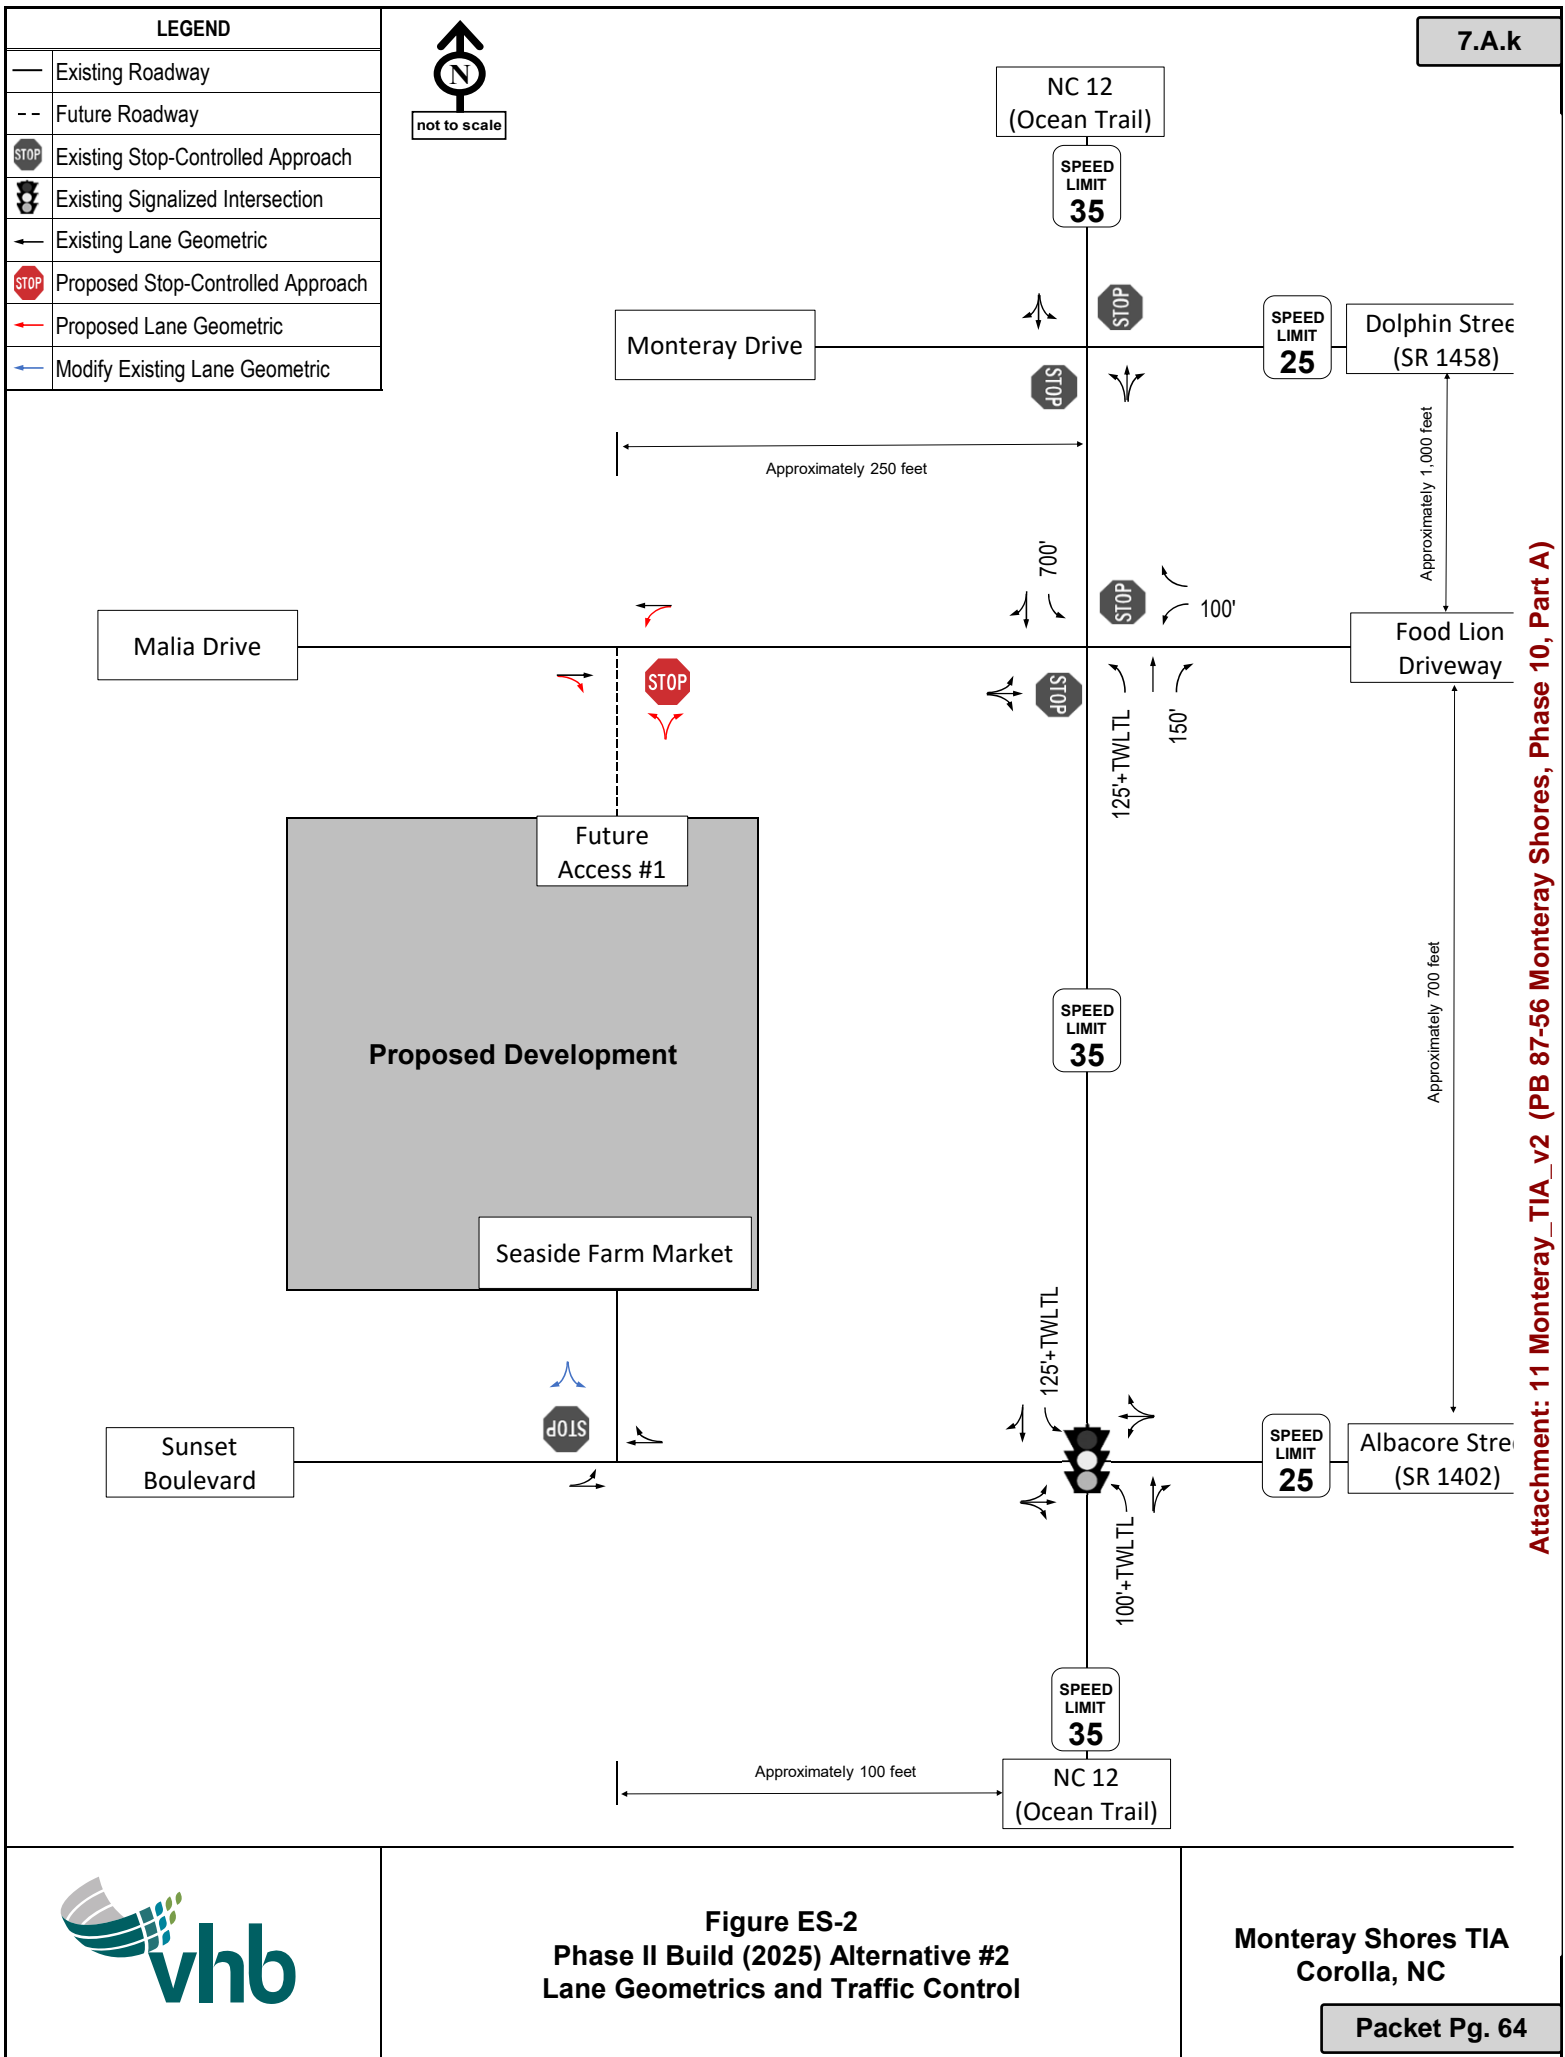 LEGEND
Existing Roadway
Future Roadway
STOP
Existing Stop-Controlled Approach
Existing Signalized Intersection
Existing Lane Geometric
STOP
Proposed Stop-Controlled Approach
Proposed Lane Geometric
Modify Existing Lane Geometric
N
not to scale
7.A.k
NC 12
(Ocean Trail)
SPEED
LIMIT
35
STOP
Monteray Drive
SPEED
LIMIT
25
Dolphin Stree
(SR 1458)
STOP
Approximately 250 feet
Approximately 1,000 feet
700'
STOP
100'
Malia Drive
Food Lion
Driveway
STOP
STOP
125'+TWLTL
150'
Future
Access #1
Approximately 700 feet
SPEED
LIMIT
35
Proposed Development
Seaside Farm Market
125'+TWLTL
STOP
Sunset
Boulevard
SPEED
LIMIT
25
Albacore Stre
(SR 1402)
100'+TWLTL
SPEED
LIMIT
35
Approximately 100 feet
NC 12
(Ocean Trail)
Attachment: 11 Monteray_TIA_v2 (PB 87-56 Monteray Shores, Phase 10, Part A)
vhb
Figure ES-2
Phase II Build (2025) Alternative #2
Lane Geometrics and Traffic Control
Monteray Shores TIA
Corolla, NC
Packet Pg. 64